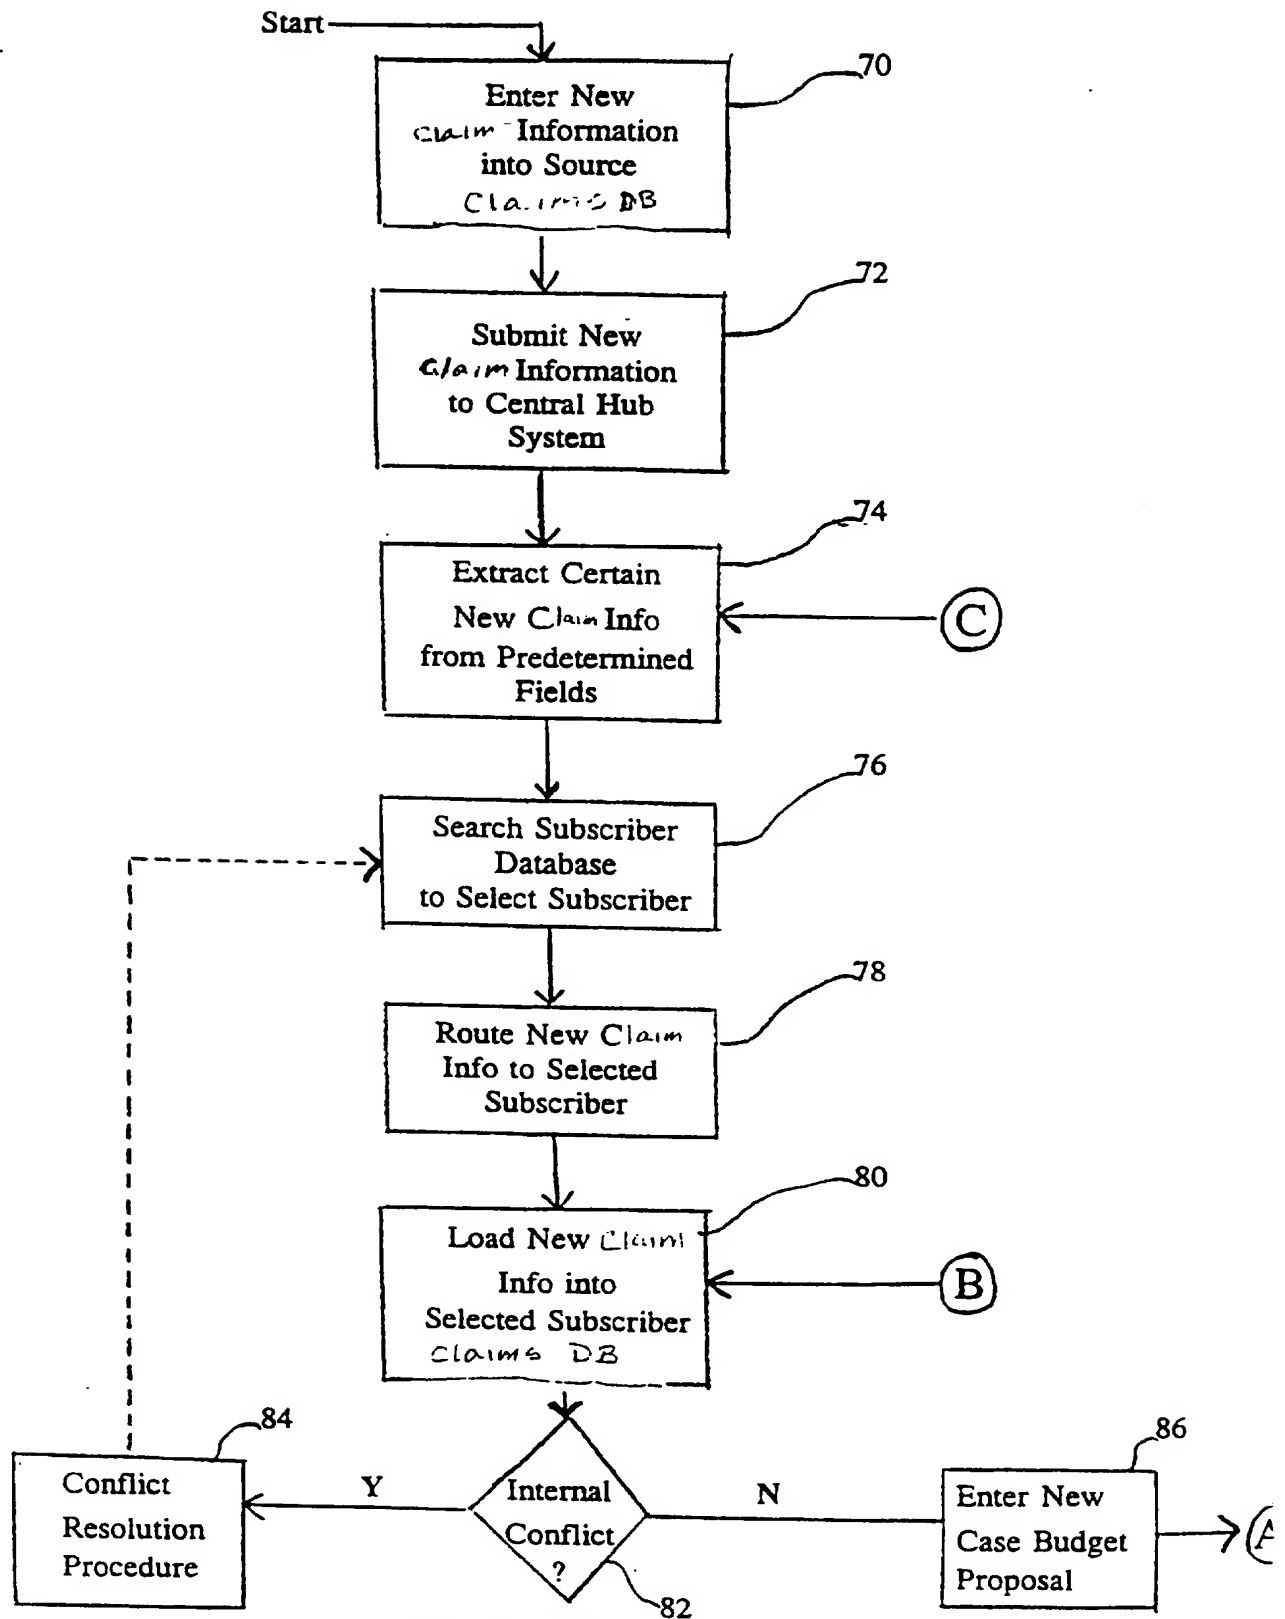 Start
70
Enter New
Claim Information
into Source
Claims DB
72
Submit New
Claim Information
to Central Hub
System
74
Extract Certain
New Claim Info
from Predetermined
Fields
C
76
Search Subscriber
Database
to Select Subscriber
78
Route New Claim
Info to Selected
Subscriber
80
Load New Claim
Info into
Selected Subscriber
Claims DB
B
84
Conflict
Resolution
Procedure
Y
Internal
Conflict
?
82
N
86
Enter New
Case Budget
Proposal
A